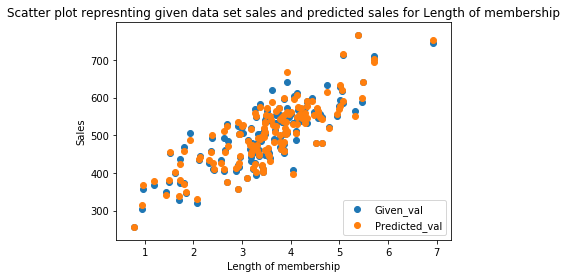 Scatter plot represnting given data set sales and predicted sales for Length of membership
Sales
700
600
500
400
300
1 2 3 4 5 6 7
Length of membership
Given_val
Predicted_val